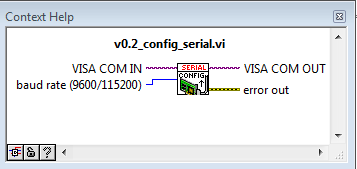 Context Help
v0.2_config_serial.vi
VISA COM IN
SERIAL
VISA COM OUT
baud rate (9600/115200)
CONFIG
error out
?